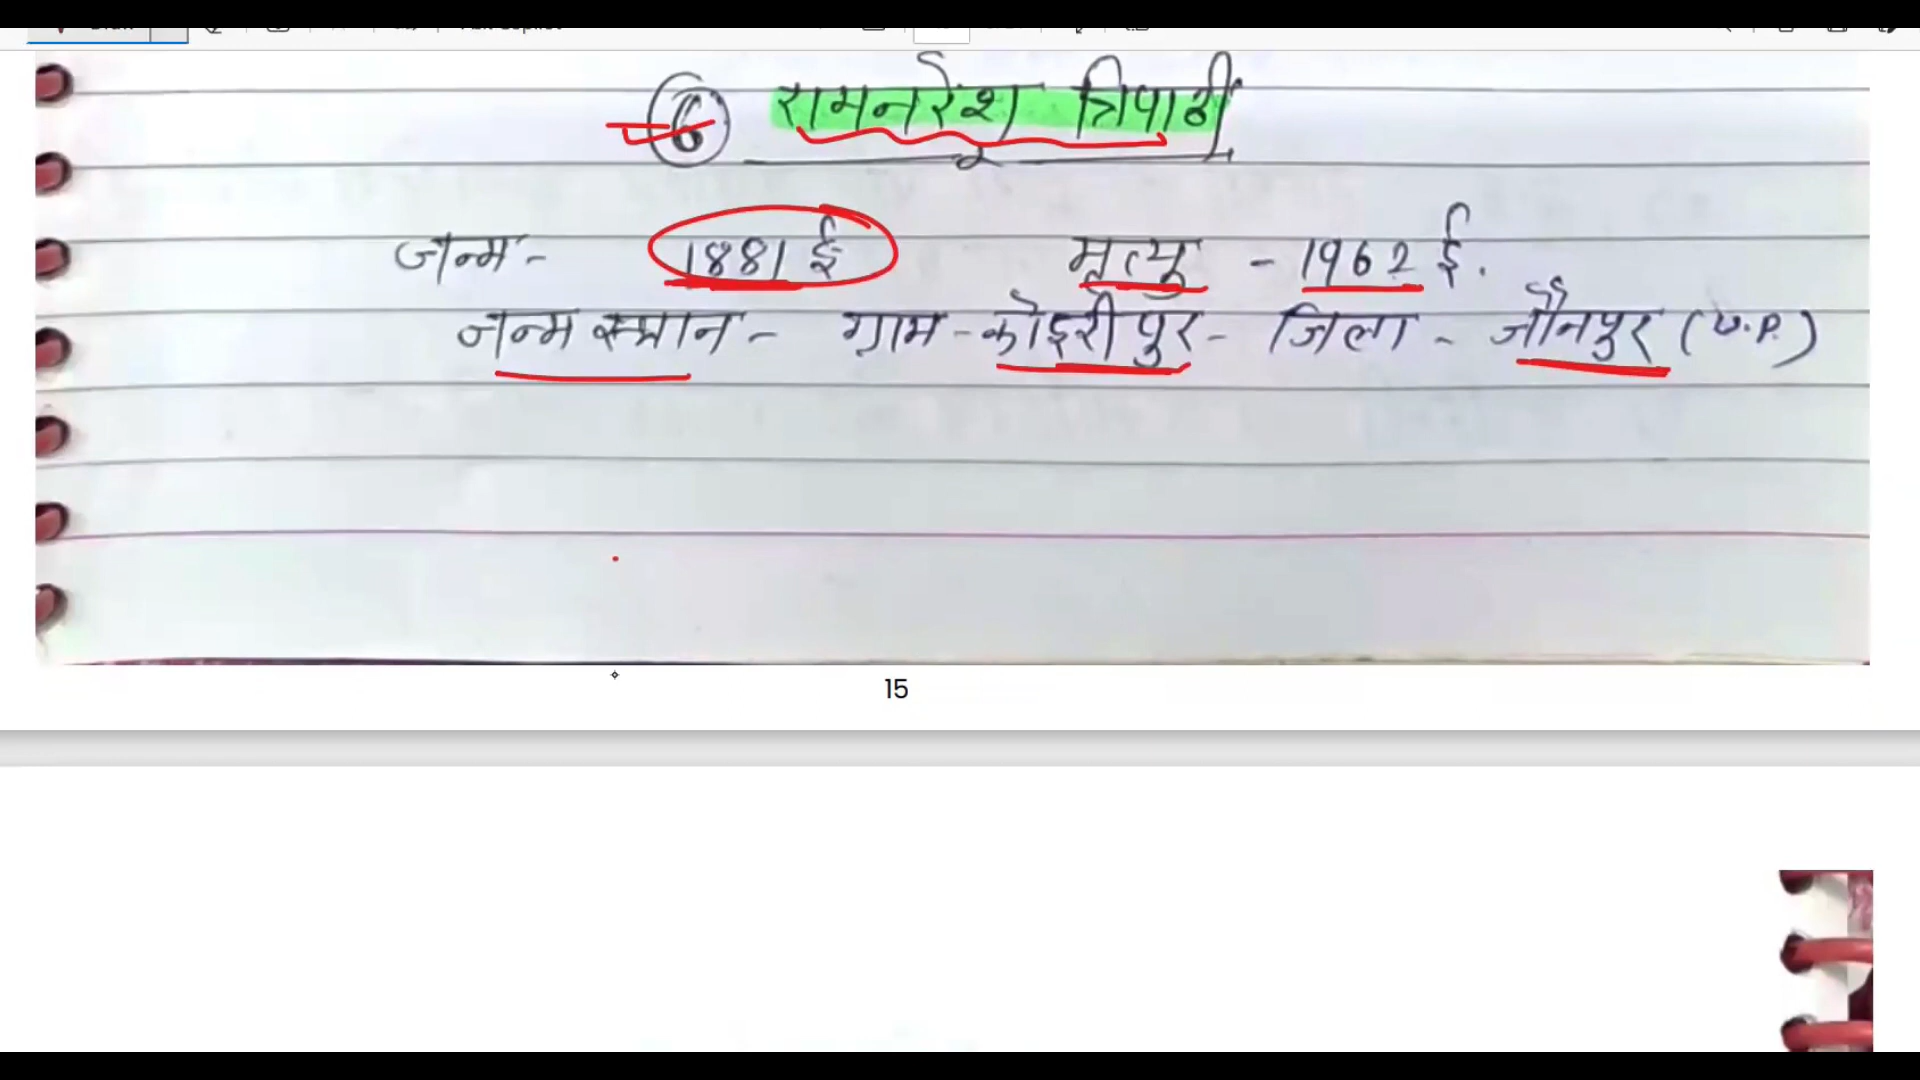 6 रामनरेश त्रिपाठी
जन्म - 1881 ई मृत्यु - 1962 ई.
जन्म स्थान - ग्राम - कोइरीपुर - जिला - जौनपुर (U.P.)
15